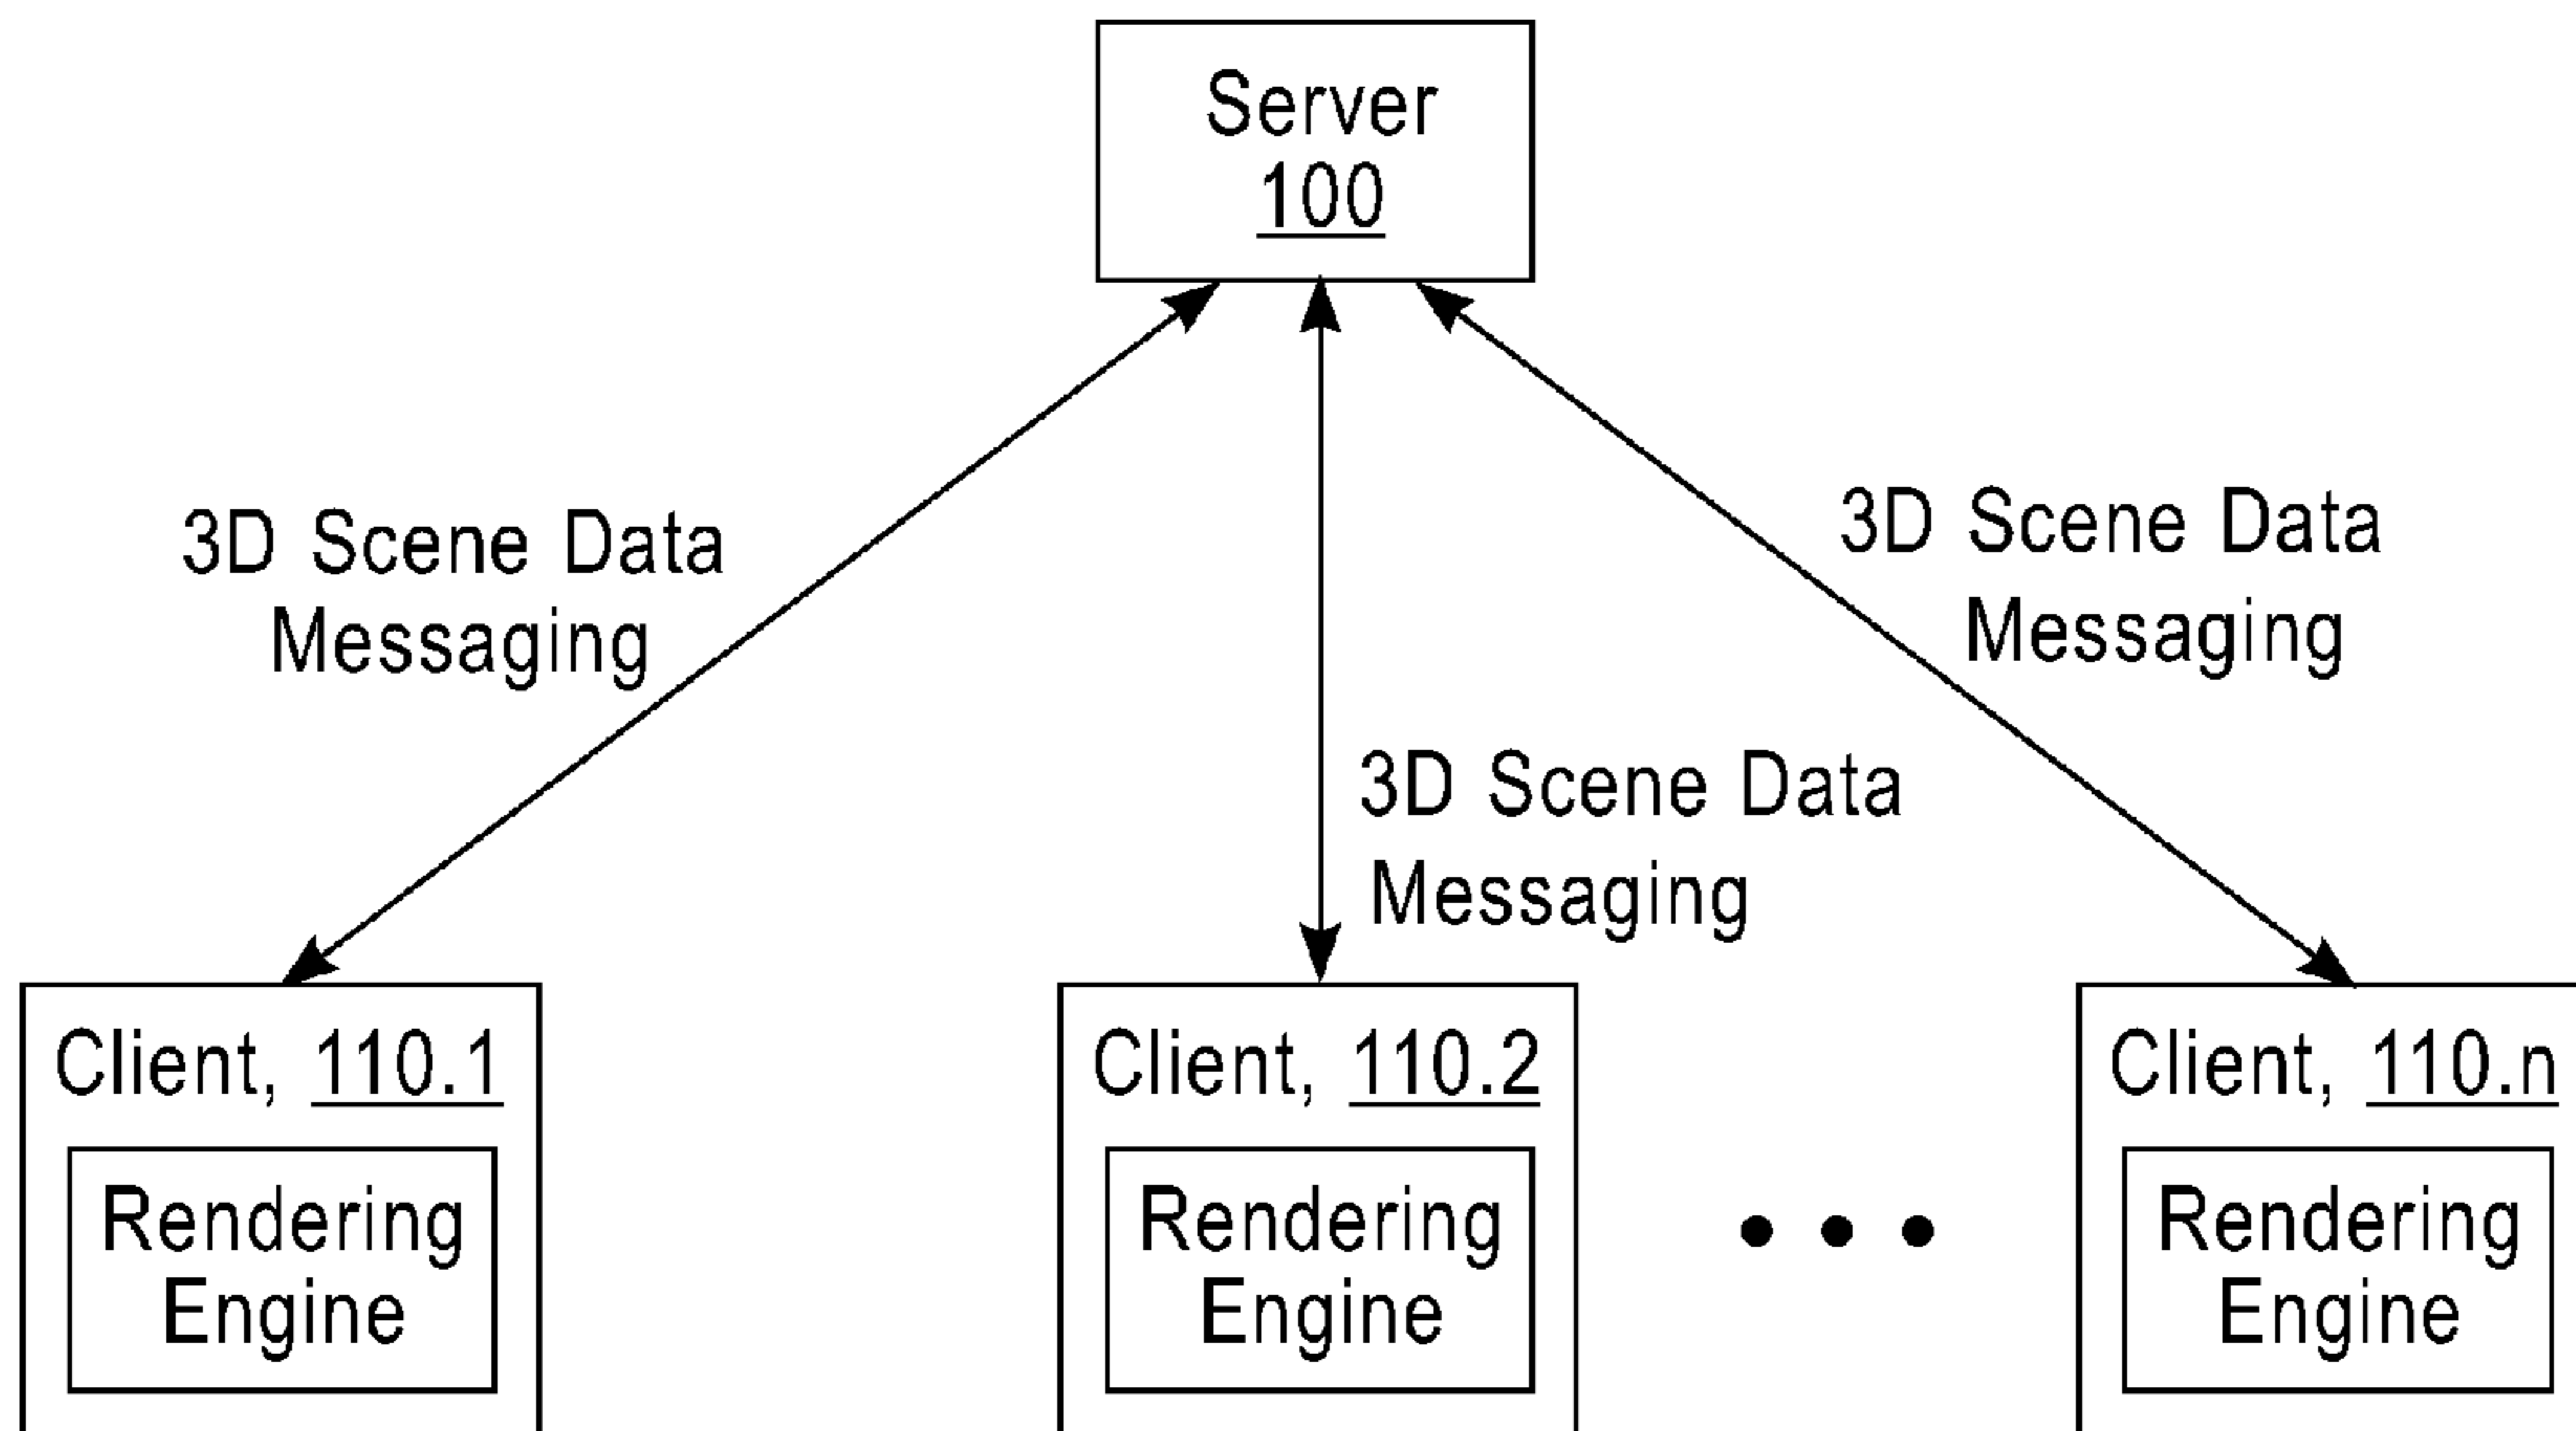 Server
100
3D Scene Data
Messaging
3D Scene Data
Messaging
3D Scene Data
Messaging
Client, 110.1
Rendering
Engine
Client, 110.2
Rendering
Engine
Client, 110.n
Rendering
Engine